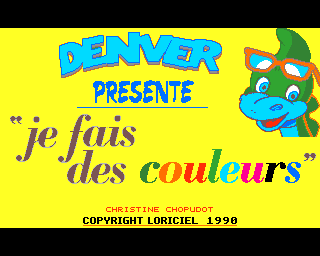 DENVER
PRESENTE
"je fais
des couleurs"
CHRISTINE CHOPUDOT
COPYRIGHT LORICIEL 1990